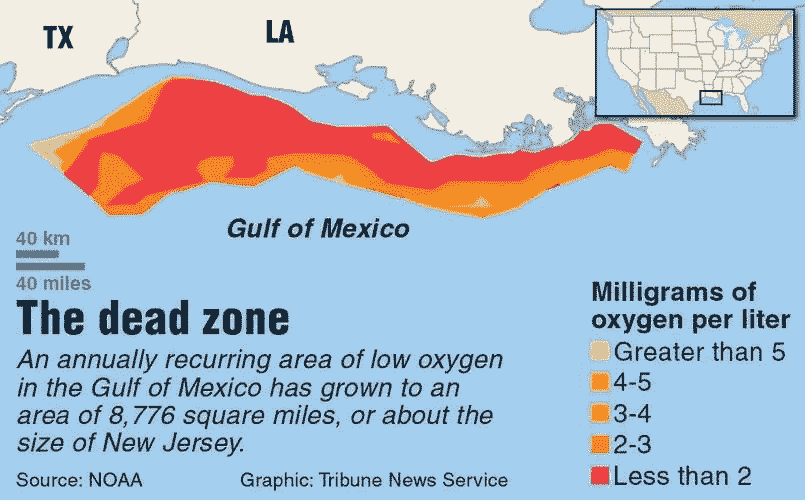 TX
LA
Gulf of Mexico
40 km
40 miles
The dead zone
An annually recurring area of low oxygen
in the Gulf of Mexico has grown to an
area of 8,776 square miles, or about the
size of New Jersey.
Source: NOAA
Graphic: Tribune News Service
Milligrams of
oxygen per liter
Greater than 5
4-5
3-4
2-3
Less than 2